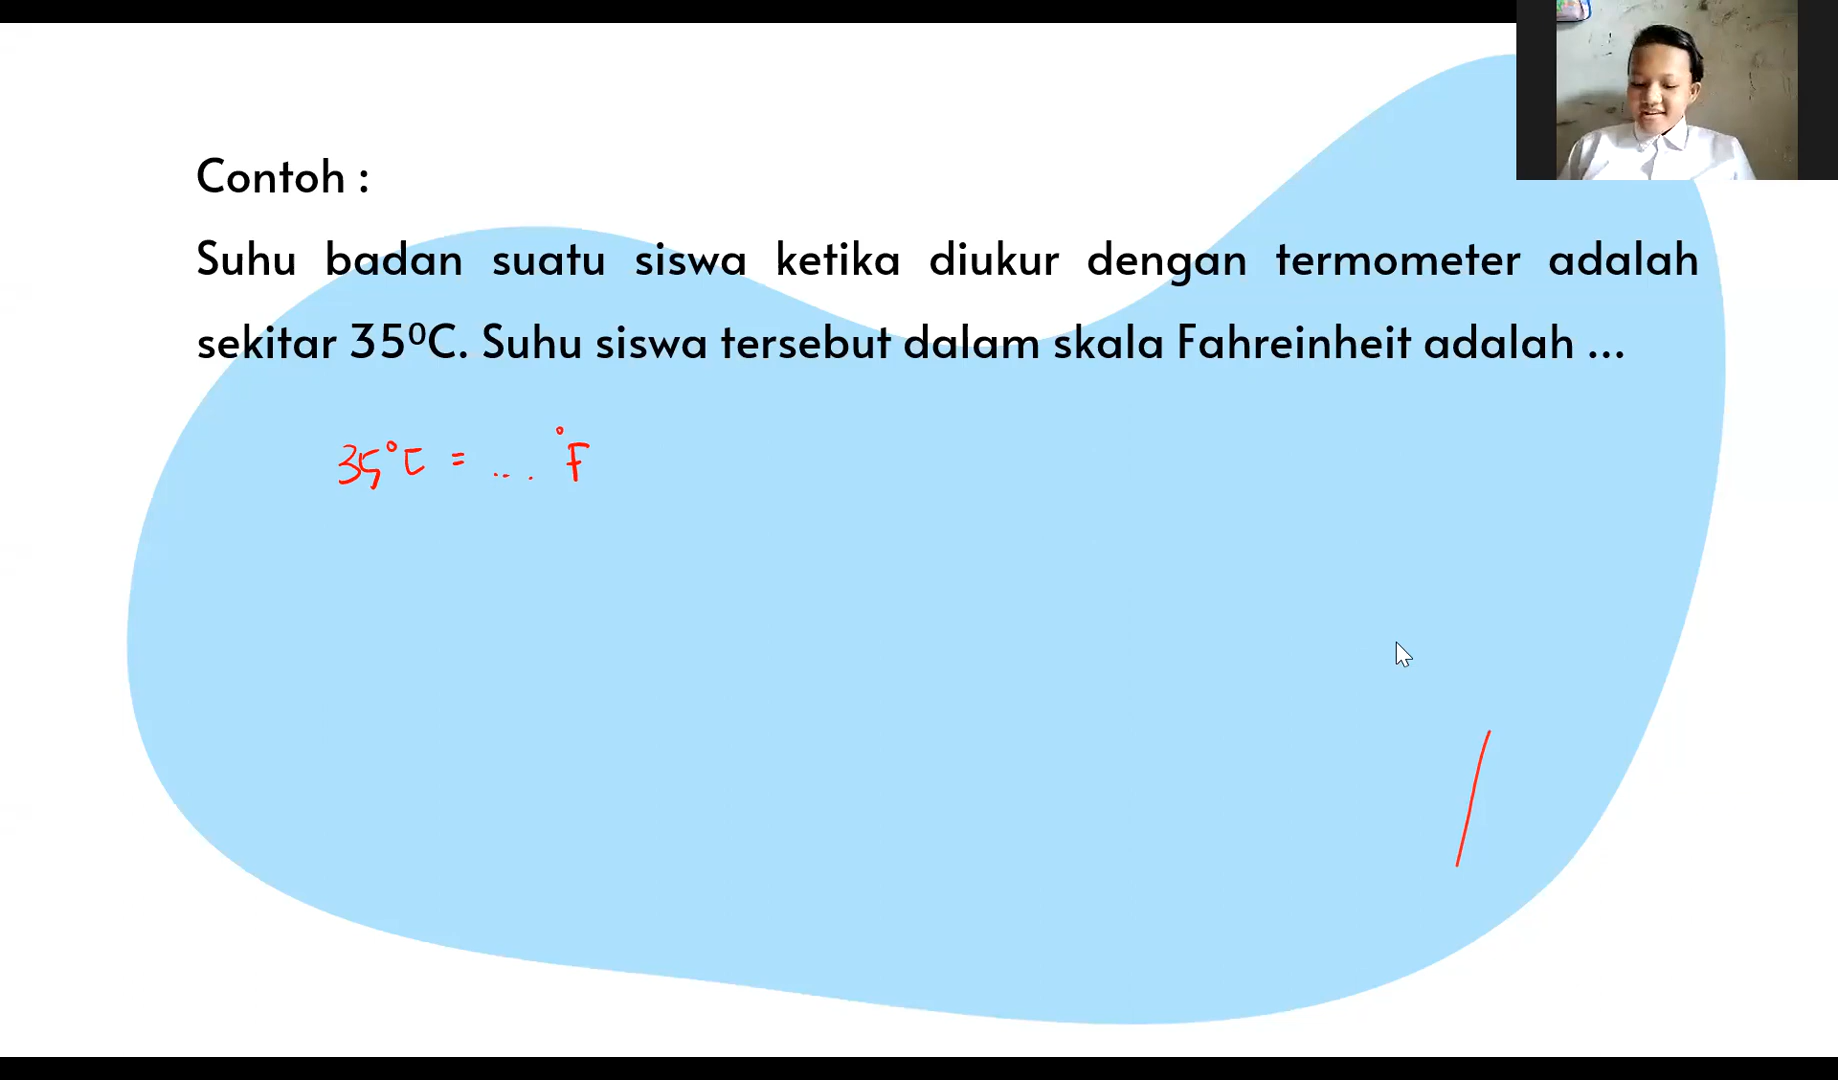 Contoh :
Suhu badan suatu siswa ketika diukur dengan termometer adalah
sekitar 35⁰C. Suhu siswa tersebut dalam skala Fahreinheit adalah ...
35°C = ... °F